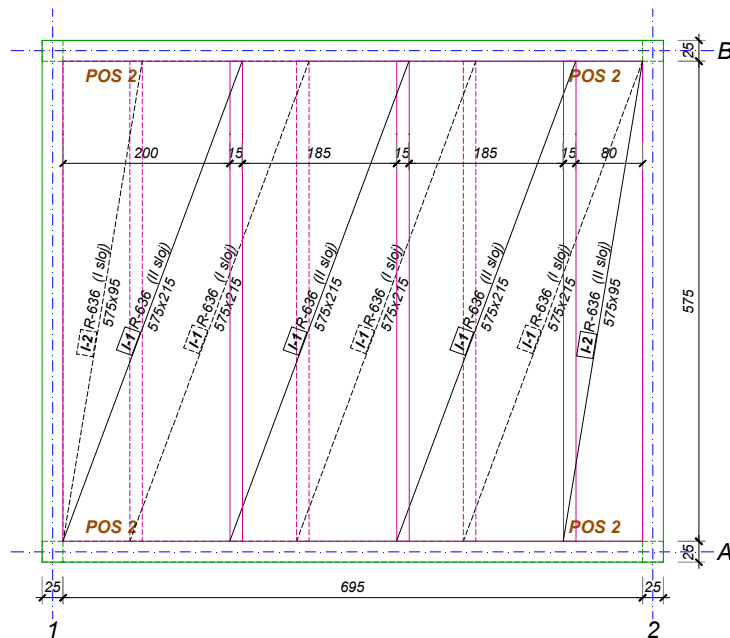 B
25
POS 2
POS 2
200
15
185
15
185
15
80
I-2 R-636 (I sloj)
575x95
I-1 R-636 (II sloj)
575x215
I-1 R-636 (I sloj)
575x215
I-1 R-636 (II sloj)
575x215
I-1 R-636 (I sloj)
575x215
I-1 R-636 (II sloj)
575x215
I-1 R-636 (I sloj)
575x215
I-2 R-636 (II sloj)
575x95
575
POS 2
POS 2
25
A
25
695
25
1
2